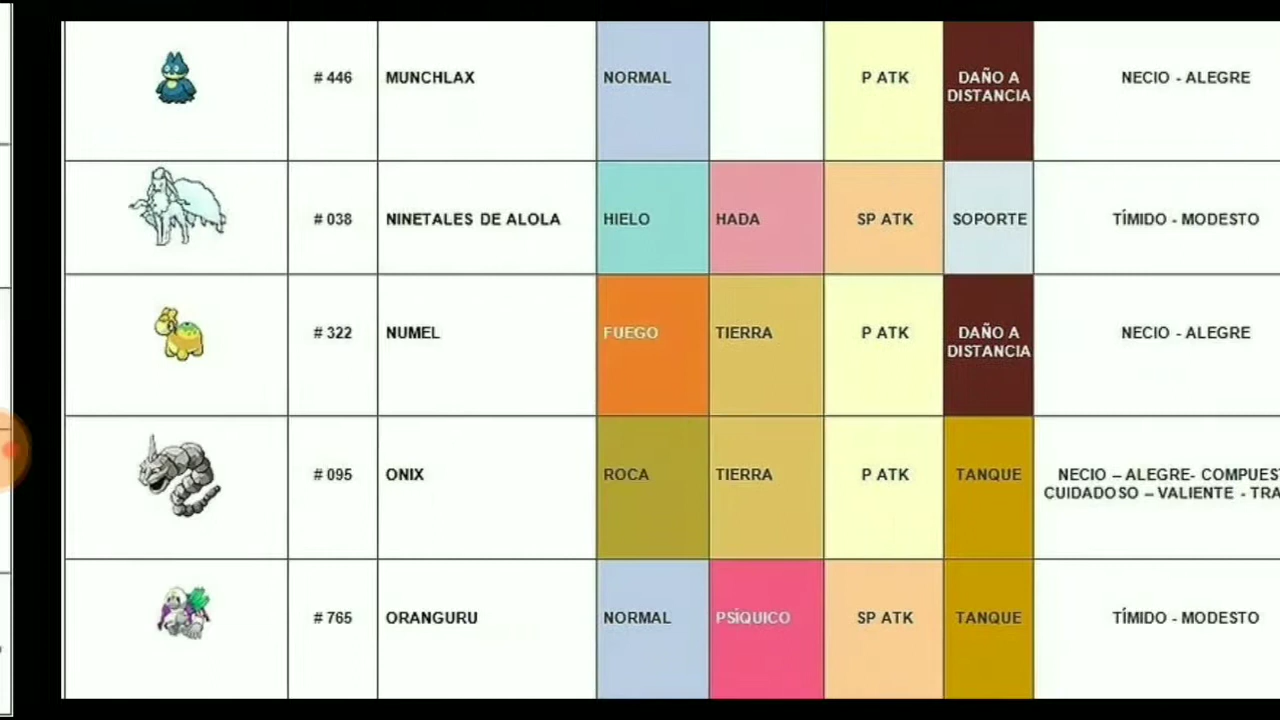 # 446 MUNCHLAX NORMAL P ATK DAÑO A DISTANCIA NECIO - ALEGRE
# 038 NINETALES DE ALOLA HIELO HADA SP ATK SOPORTE TÍMIDO - MODESTO
# 322 NUMEL FUEGO TIERRA P ATK DAÑO A DISTANCIA NECIO - ALEGRE
# 095 ONIX ROCA TIERRA P ATK TANQUE NECIO – ALEGRE- COMPUEST
CUIDADOSO – VALIENTE - TRA
# 765 ORANGURU NORMAL PSÍQUICO SP ATK TANQUE TÍMIDO - MODESTO